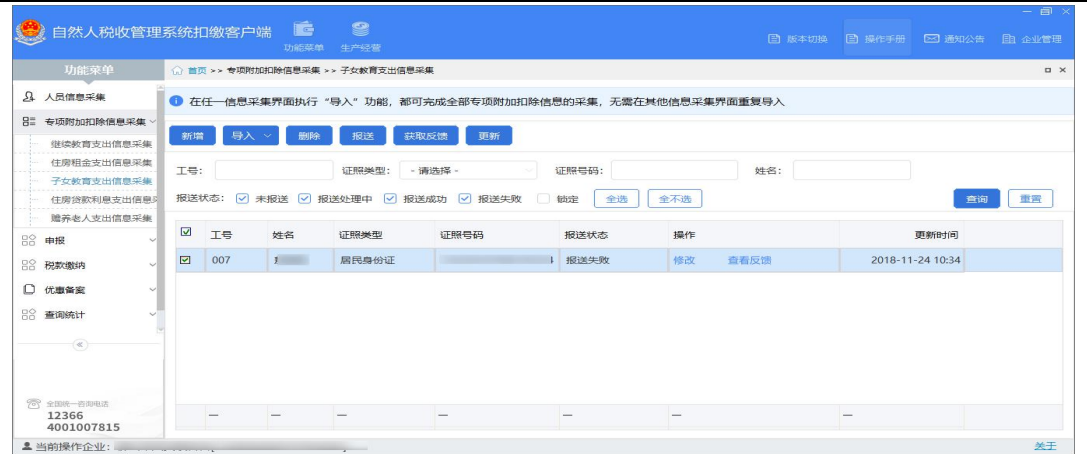 自然人税收管理系统扣缴客户端
功能菜单 生产经营
版本切换 操作手册 通知公告 企业管理
功能菜单
首页 >> 专项附加扣除信息采集 >> 子女教育支出信息采集
人员信息采集
专项附加扣除信息采集
继续教育支出信息采集
住房租金支出信息采集
子女教育支出信息采集
住房贷款利息支出信息
赡养老人支出信息采集
申报
税款缴纳
优惠备案
查询统计
全国统一咨询电话
12366
4001007815
在任一信息采集界面执行“导入”功能，都可完成全部专项附加扣除信息的采集，无需在其他信息采集界面重复导入
新增 导入 删除 报送 获取反馈 更新
工号: 证照类型: - 请选择 - 证照号码: 姓名:
报送状态: 未报送 报送处理中 报送成功 报送失败 锁定 全选 全不选 查询 重置
工号 姓名 证照类型 证照号码 报送状态 操作 更新时间
007 居民身份证 报送失败 修改 查看反馈 2018-11-24 10:34
— — — — — — —
当前操作企业: 关于